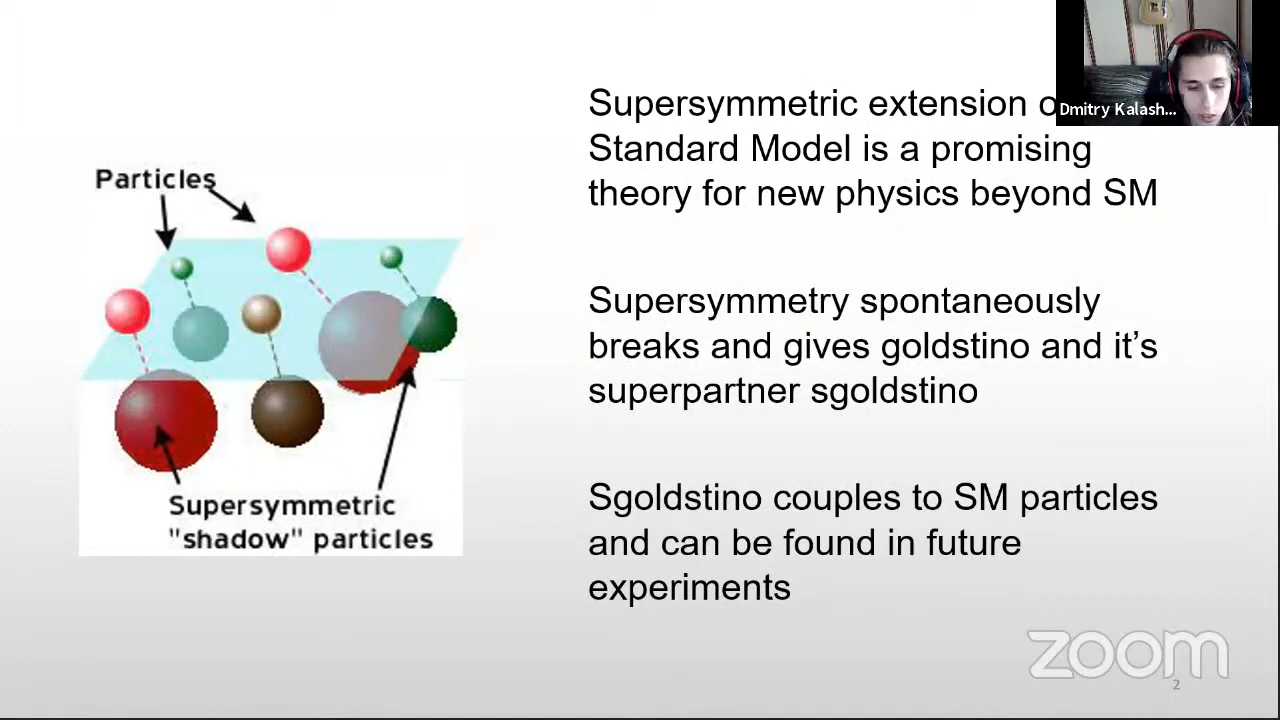 Supersymmetric extension o
Dmitry Kalash...
Standard Model is a promising
theory for new physics beyond SM
Particles
Supersymmetry spontaneously
breaks and gives goldstino and it’s
superpartner sgoldstino
Supersymmetric
"shadow" particles
Sgoldstino couples to SM particles
and can be found in future
experiments
zoom
2